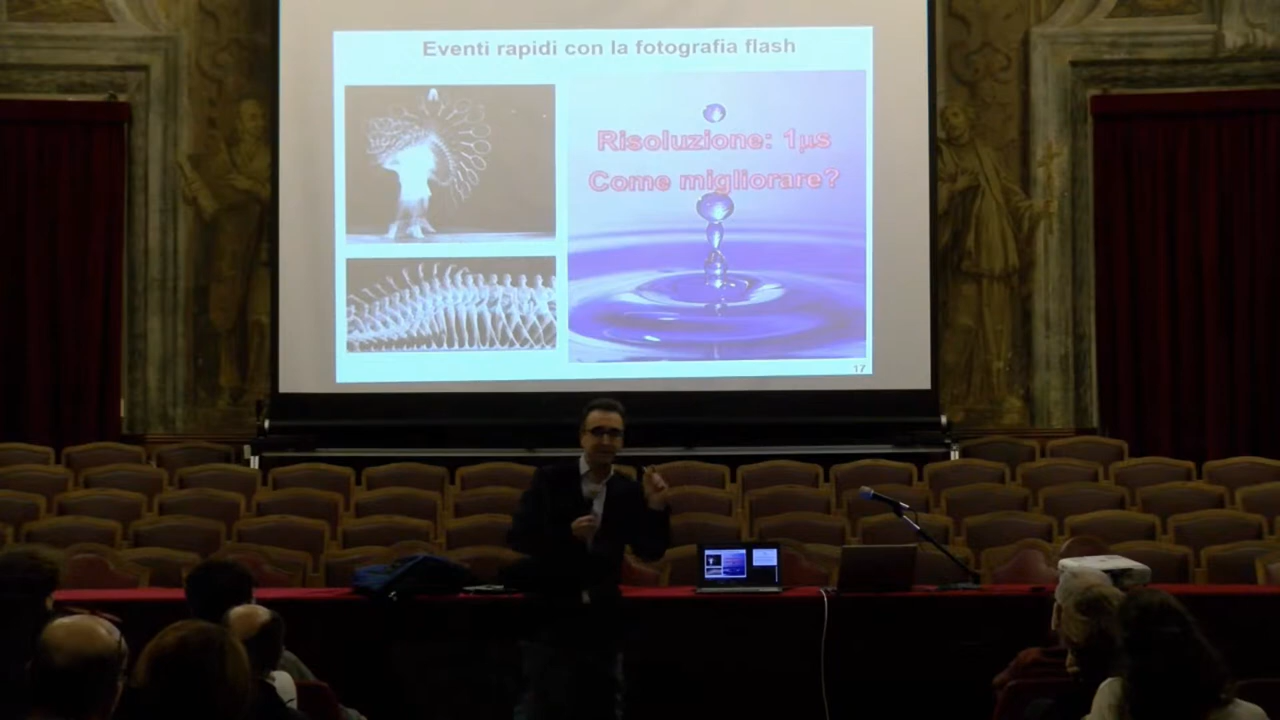 Eventi rapidi con la fotografia flash
Risoluzione: 1μs
Come migliorare?
17